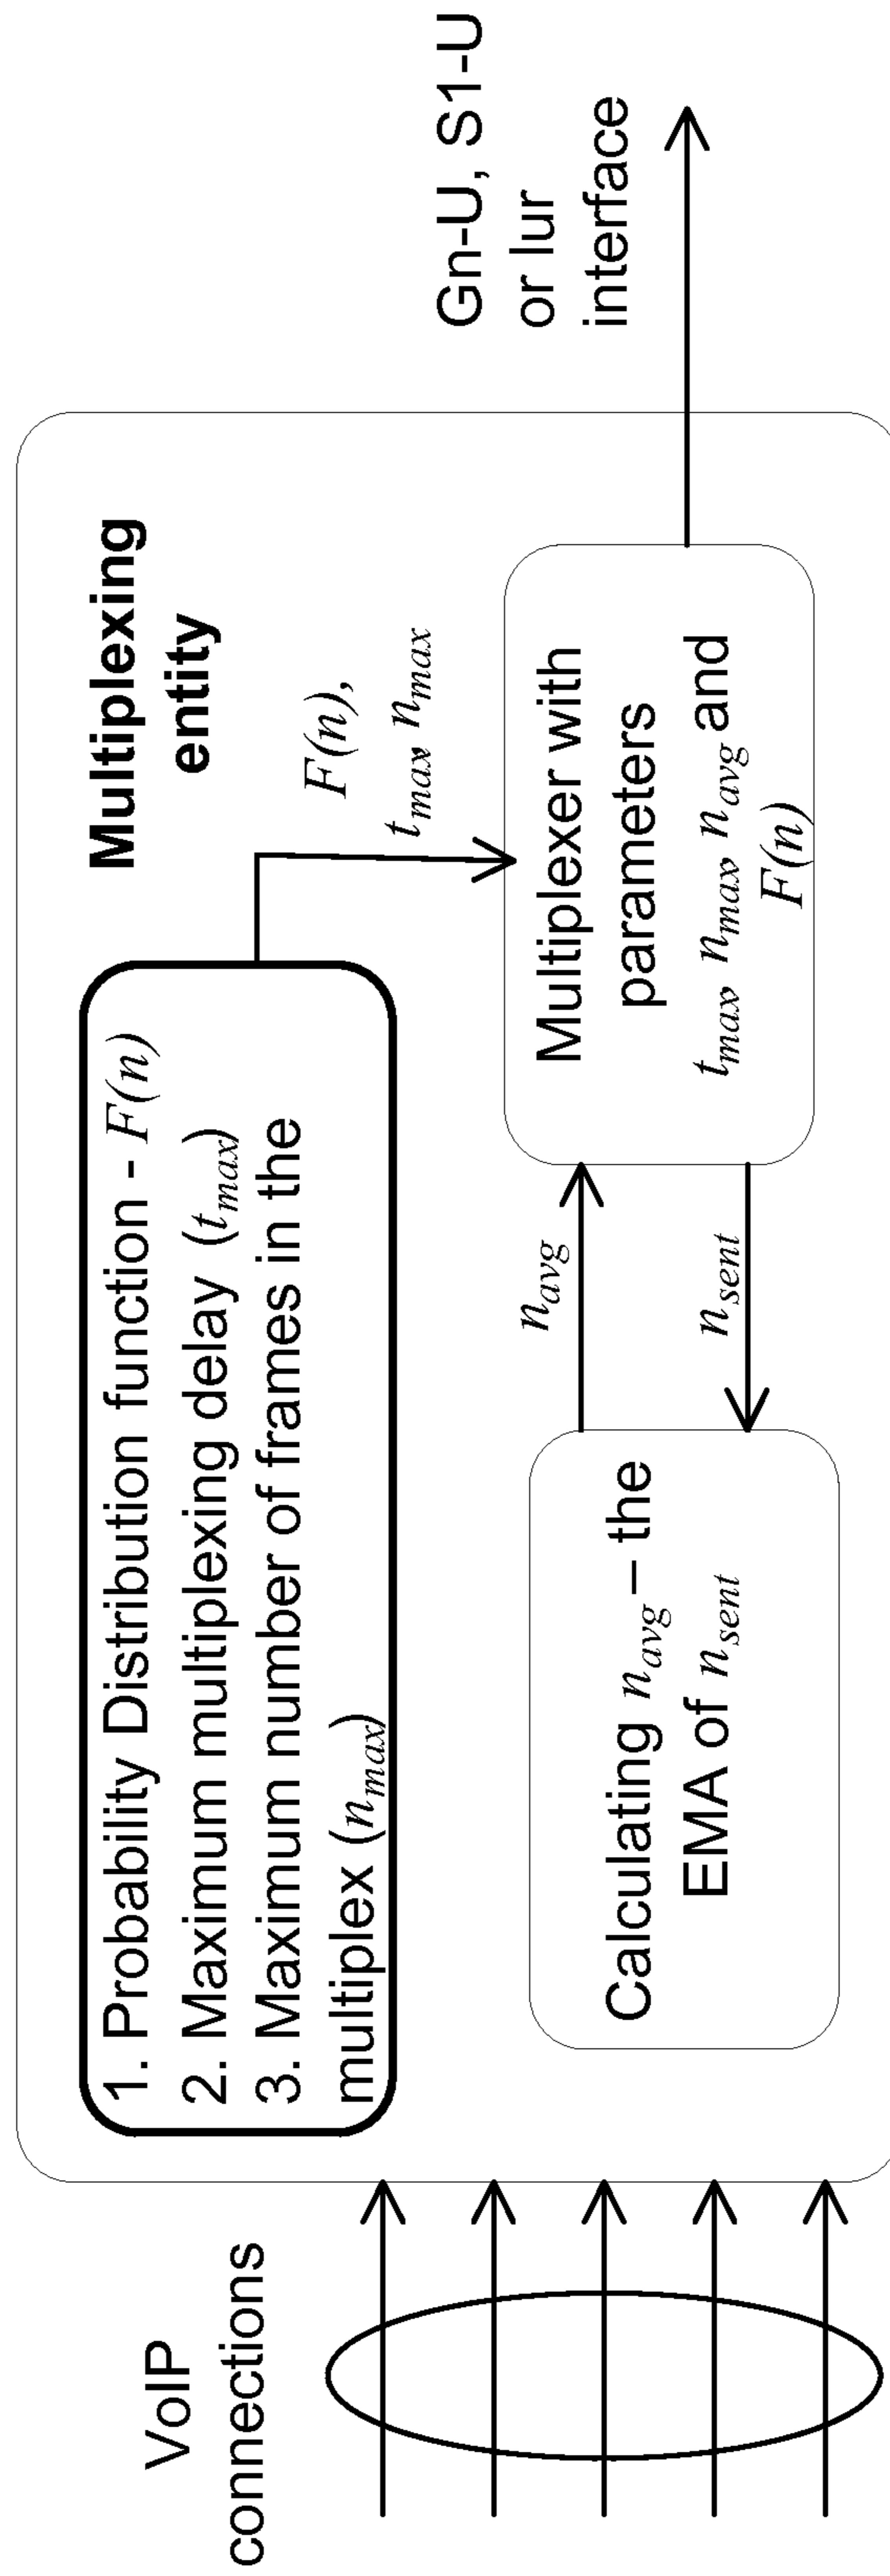 VoIP
connections
Multiplexing
entity
1. Probability Distribution function - F(n)
2. Maximum multiplexing delay (tmax)
3. Maximum number of frames in the
multiplex (nmax)
F(n),
tmax, nmax
Calculating navg – the
EMA of nsent
navg
nsent
Multiplexer with
parameters
tmax, nmax, navg and
F(n)
Gn-U, S1-U
or Iur
interface